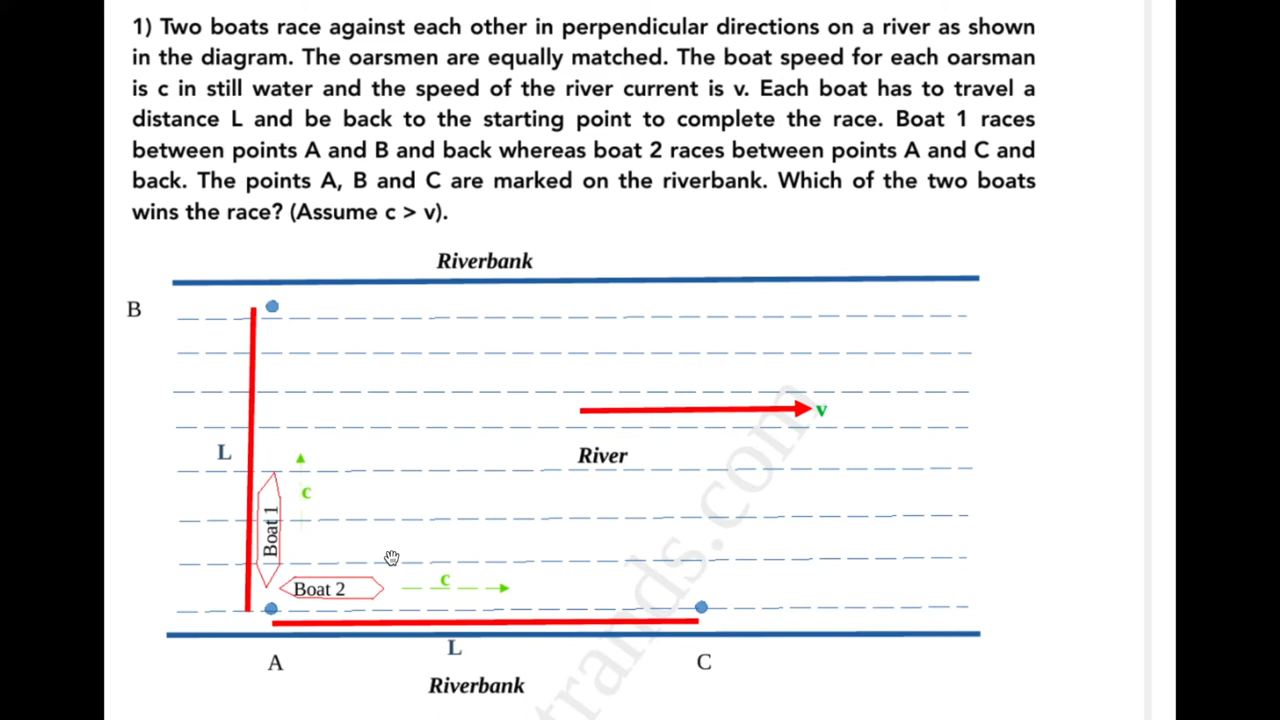 1) Two boats race against each other in perpendicular directions on a river as shown
in the diagram. The oarsmen are equally matched. The boat speed for each oarsman
is c in still water and the speed of the river current is v. Each boat has to travel a
distance L and be back to the starting point to complete the race. Boat 1 races
between points A and B and back whereas boat 2 races between points A and C and
back. The points A, B and C are marked on the riverbank. Which of the two boats
wins the race? (Assume c > v).
Riverbank
B
v
L
River
c
Boat 1
c
Boat 2
L
A
C
Riverbank
trands.com